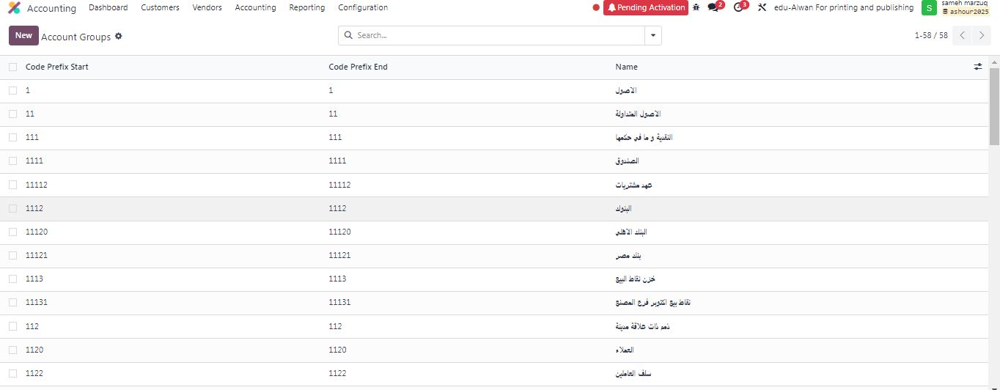 Accounting Dashboard Customers Vendors Accounting Reporting Configuration Pending Activation 2 3 edu-Alwan For printing and publishing S sameh marzuq
ashour2025
New Account Groups Search... 1-58 / 58
Code Prefix Start Code Prefix End Name
1 1 الاصول
11 11 الاصول المتداولة
111 111 النقدية و ما في حكمها
1111 1111 الصندوق
11112 11112 عهد مشتريات
1112 1112 البنوك
11120 11120 البنك الاهلي
11121 11121 بنك مصر
1113 1113 خزن نقاط البيع
11131 11131 نقاط بيع اكتوبر فرع المصنع
112 112 ذمم ذات علاقة مدينة
1120 1120 العملاء
1122 1122 سلف العاملين